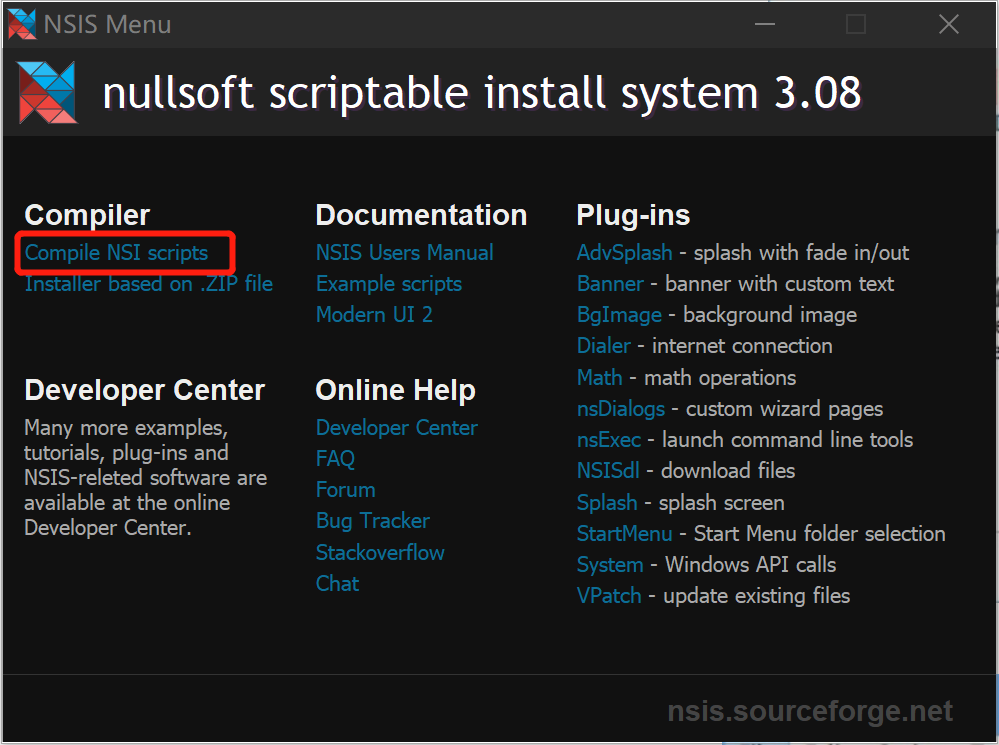 NSIS Menu
nullsoft scriptable install system 3.08
Compiler
Compile NSI scripts
Installer based on .ZIP file
Developer Center
Many more examples,
tutorials, plug-ins and
NSIS-releted software are
available at the online
Developer Center.
Documentation
NSIS Users Manual
Example scripts
Modern UI 2
Online Help
Developer Center
FAQ
Forum
Bug Tracker
Stackoverflow
Chat
Plug-ins
AdvSplash - splash with fade in/out
Banner - banner with custom text
BgImage - background image
Dialer - internet connection
Math - math operations
nsDialogs - custom wizard pages
nsExec - launch command line tools
NSISdl - download files
Splash - splash screen
StartMenu - Start Menu folder selection
System - Windows API calls
VPatch - update existing files
nsis.sourceforge.net